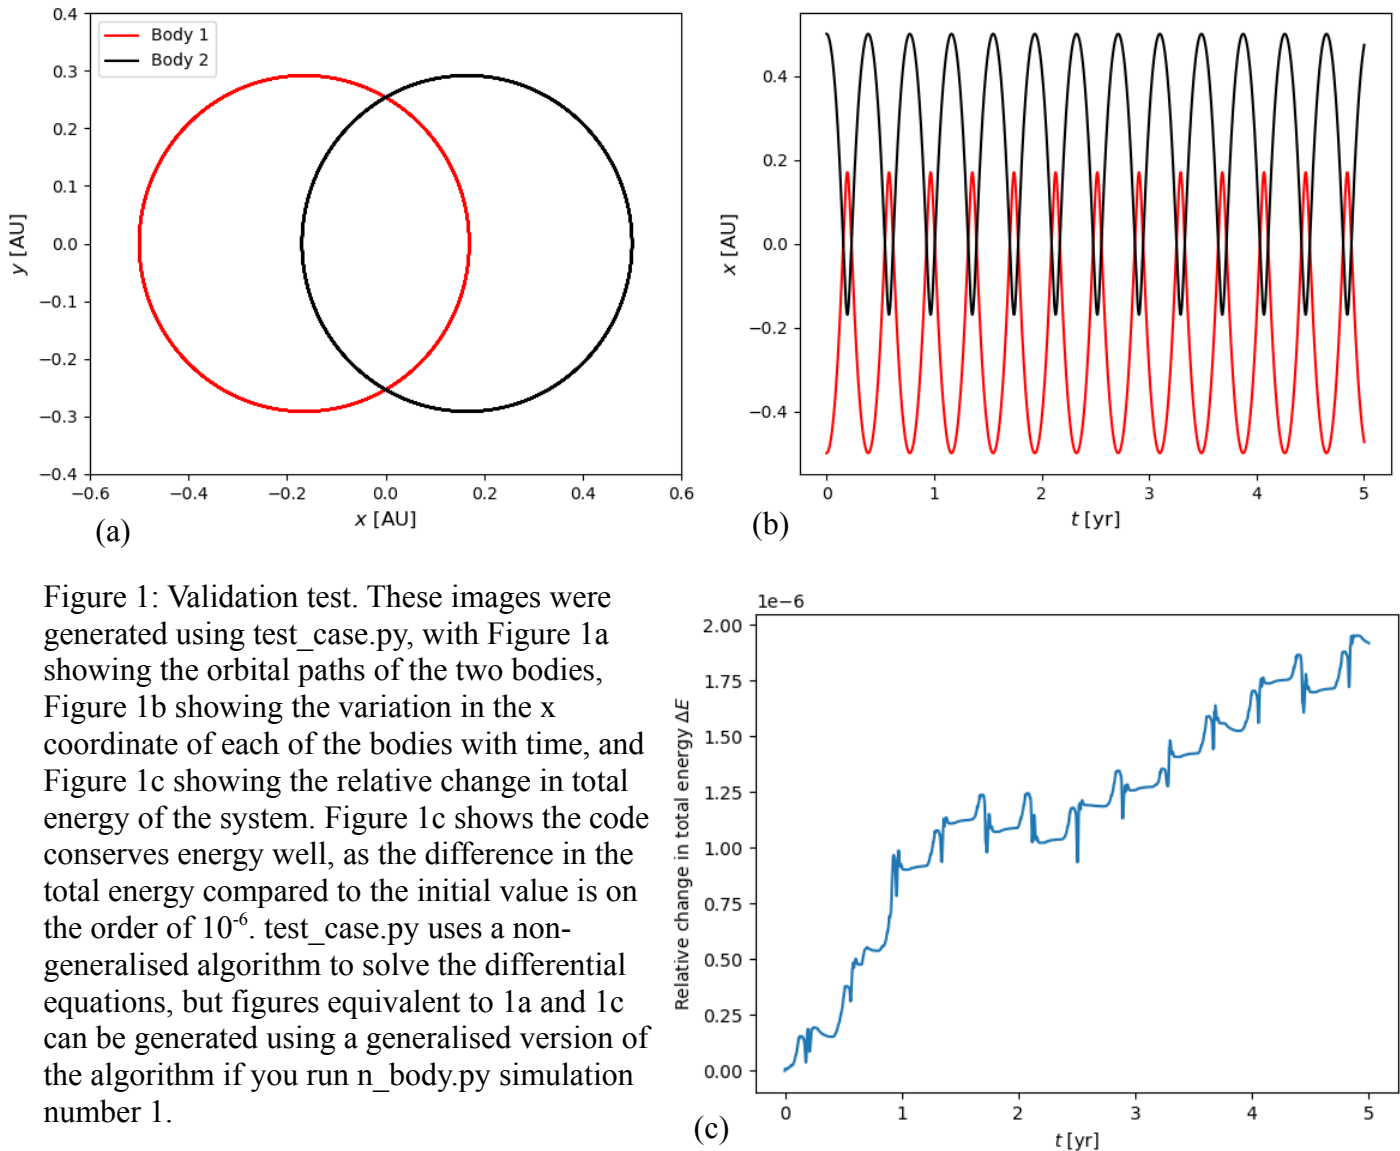 0.4
0.3
0.2
0.1
0.0
−0.1
−0.2
−0.3
−0.4
y [AU]
Body 1
Body 2
−0.6
−0.4
−0.2
0.0
0.2
0.4
0.6
x [AU]
(a)
0.4
0.2
0.0
−0.2
−0.4
x [AU]
0
1
2
3
4
5
t [yr]
(b)
Figure 1: Validation test. These images were
generated using test_case.py, with Figure 1a
showing the orbital paths of the two bodies,
Figure 1b showing the variation in the x
coordinate of each of the bodies with time, and
Figure 1c showing the relative change in total
energy of the system. Figure 1c shows the code
conserves energy well, as the difference in the
total energy compared to the initial value is on
the order of 10⁻⁶. test_case.py uses a non-
generalised algorithm to solve the differential
equations, but figures equivalent to 1a and 1c
can be generated using a generalised version of
the algorithm if you run n_body.py simulation
number 1.
1e−6
2.00
1.75
1.50
1.25
1.00
0.75
0.50
0.25
0.00
Relative change in total energy ΔE
0
1
2
3
4
5
t [yr]
(c)